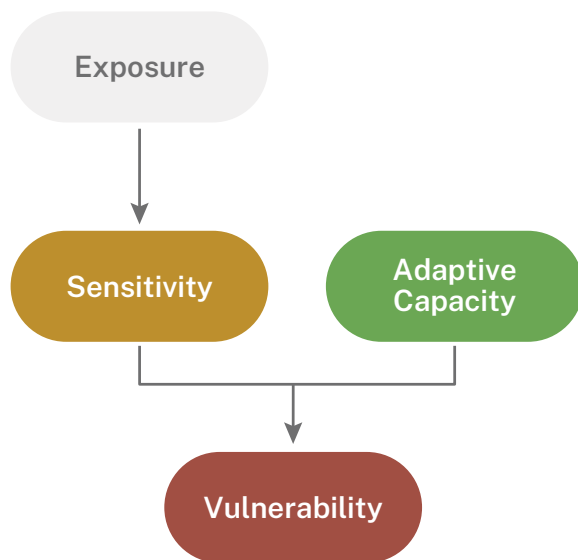 Exposure
Sensitivity
Adaptive
Capacity
Vulnerability